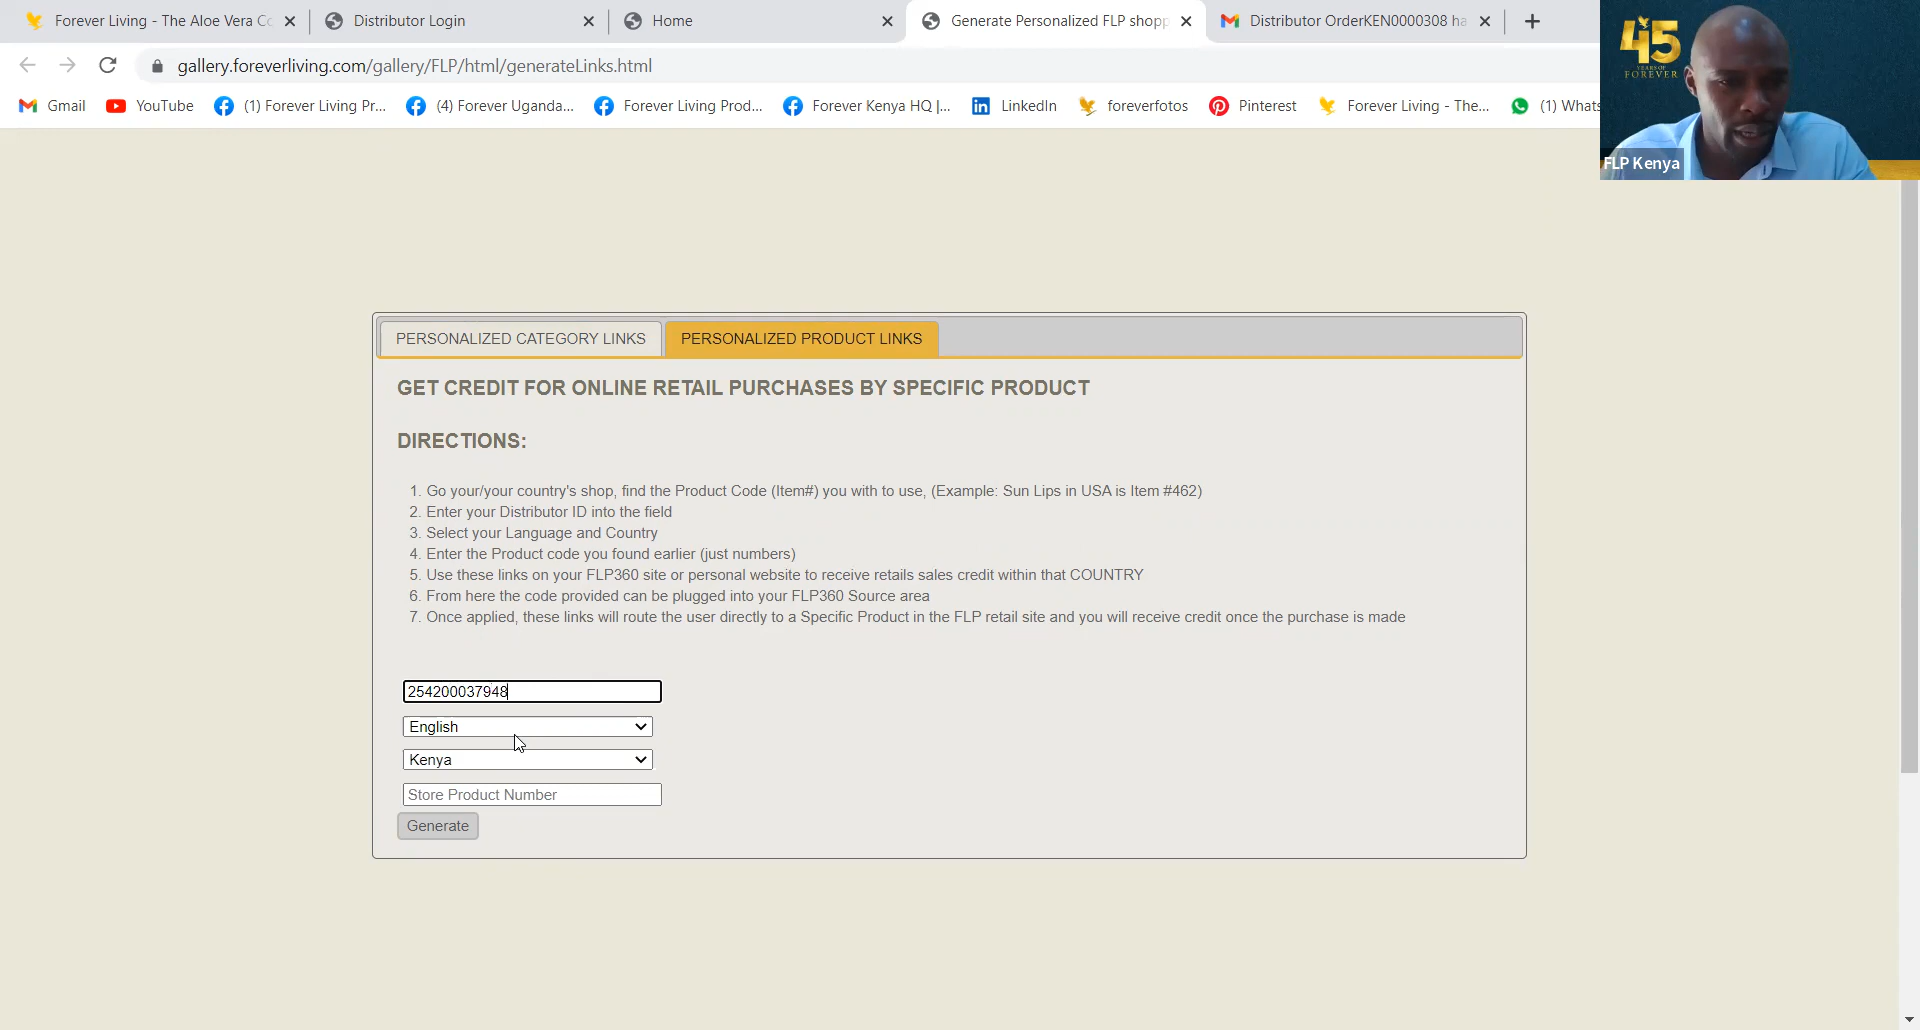 Forever Living - The Aloe Vera Co
Distributor Login
Home
Generate Personalized FLP shopp
Distributor OrderKEN0000308 ha
gallery.foreverliving.com/gallery/FLP/html/generateLinks.html
Gmail
YouTube
(1) Forever Living Pr...
(4) Forever Uganda...
Forever Living Prod...
Forever Kenya HQ |...
LinkedIn
foreverfotos
Pinterest
Forever Living - The...
(1) Whats
45
YEARS OF
FOREVER
FLP Kenya
PERSONALIZED CATEGORY LINKS
PERSONALIZED PRODUCT LINKS
GET CREDIT FOR ONLINE RETAIL PURCHASES BY SPECIFIC PRODUCT
DIRECTIONS:
1. Go your/your country's shop, find the Product Code (Item#) you with to use, (Example: Sun Lips in USA is Item #462)
2. Enter your Distributor ID into the field
3. Select your Language and Country
4. Enter the Product code you found earlier (just numbers)
5. Use these links on your FLP360 site or personal website to receive retails sales credit within that COUNTRY
6. From here the code provided can be plugged into your FLP360 Source area
7. Once applied, these links will route the user directly to a Specific Product in the FLP retail site and you will receive credit once the purchase is made
254200037948
English
Kenya
Store Product Number
Generate